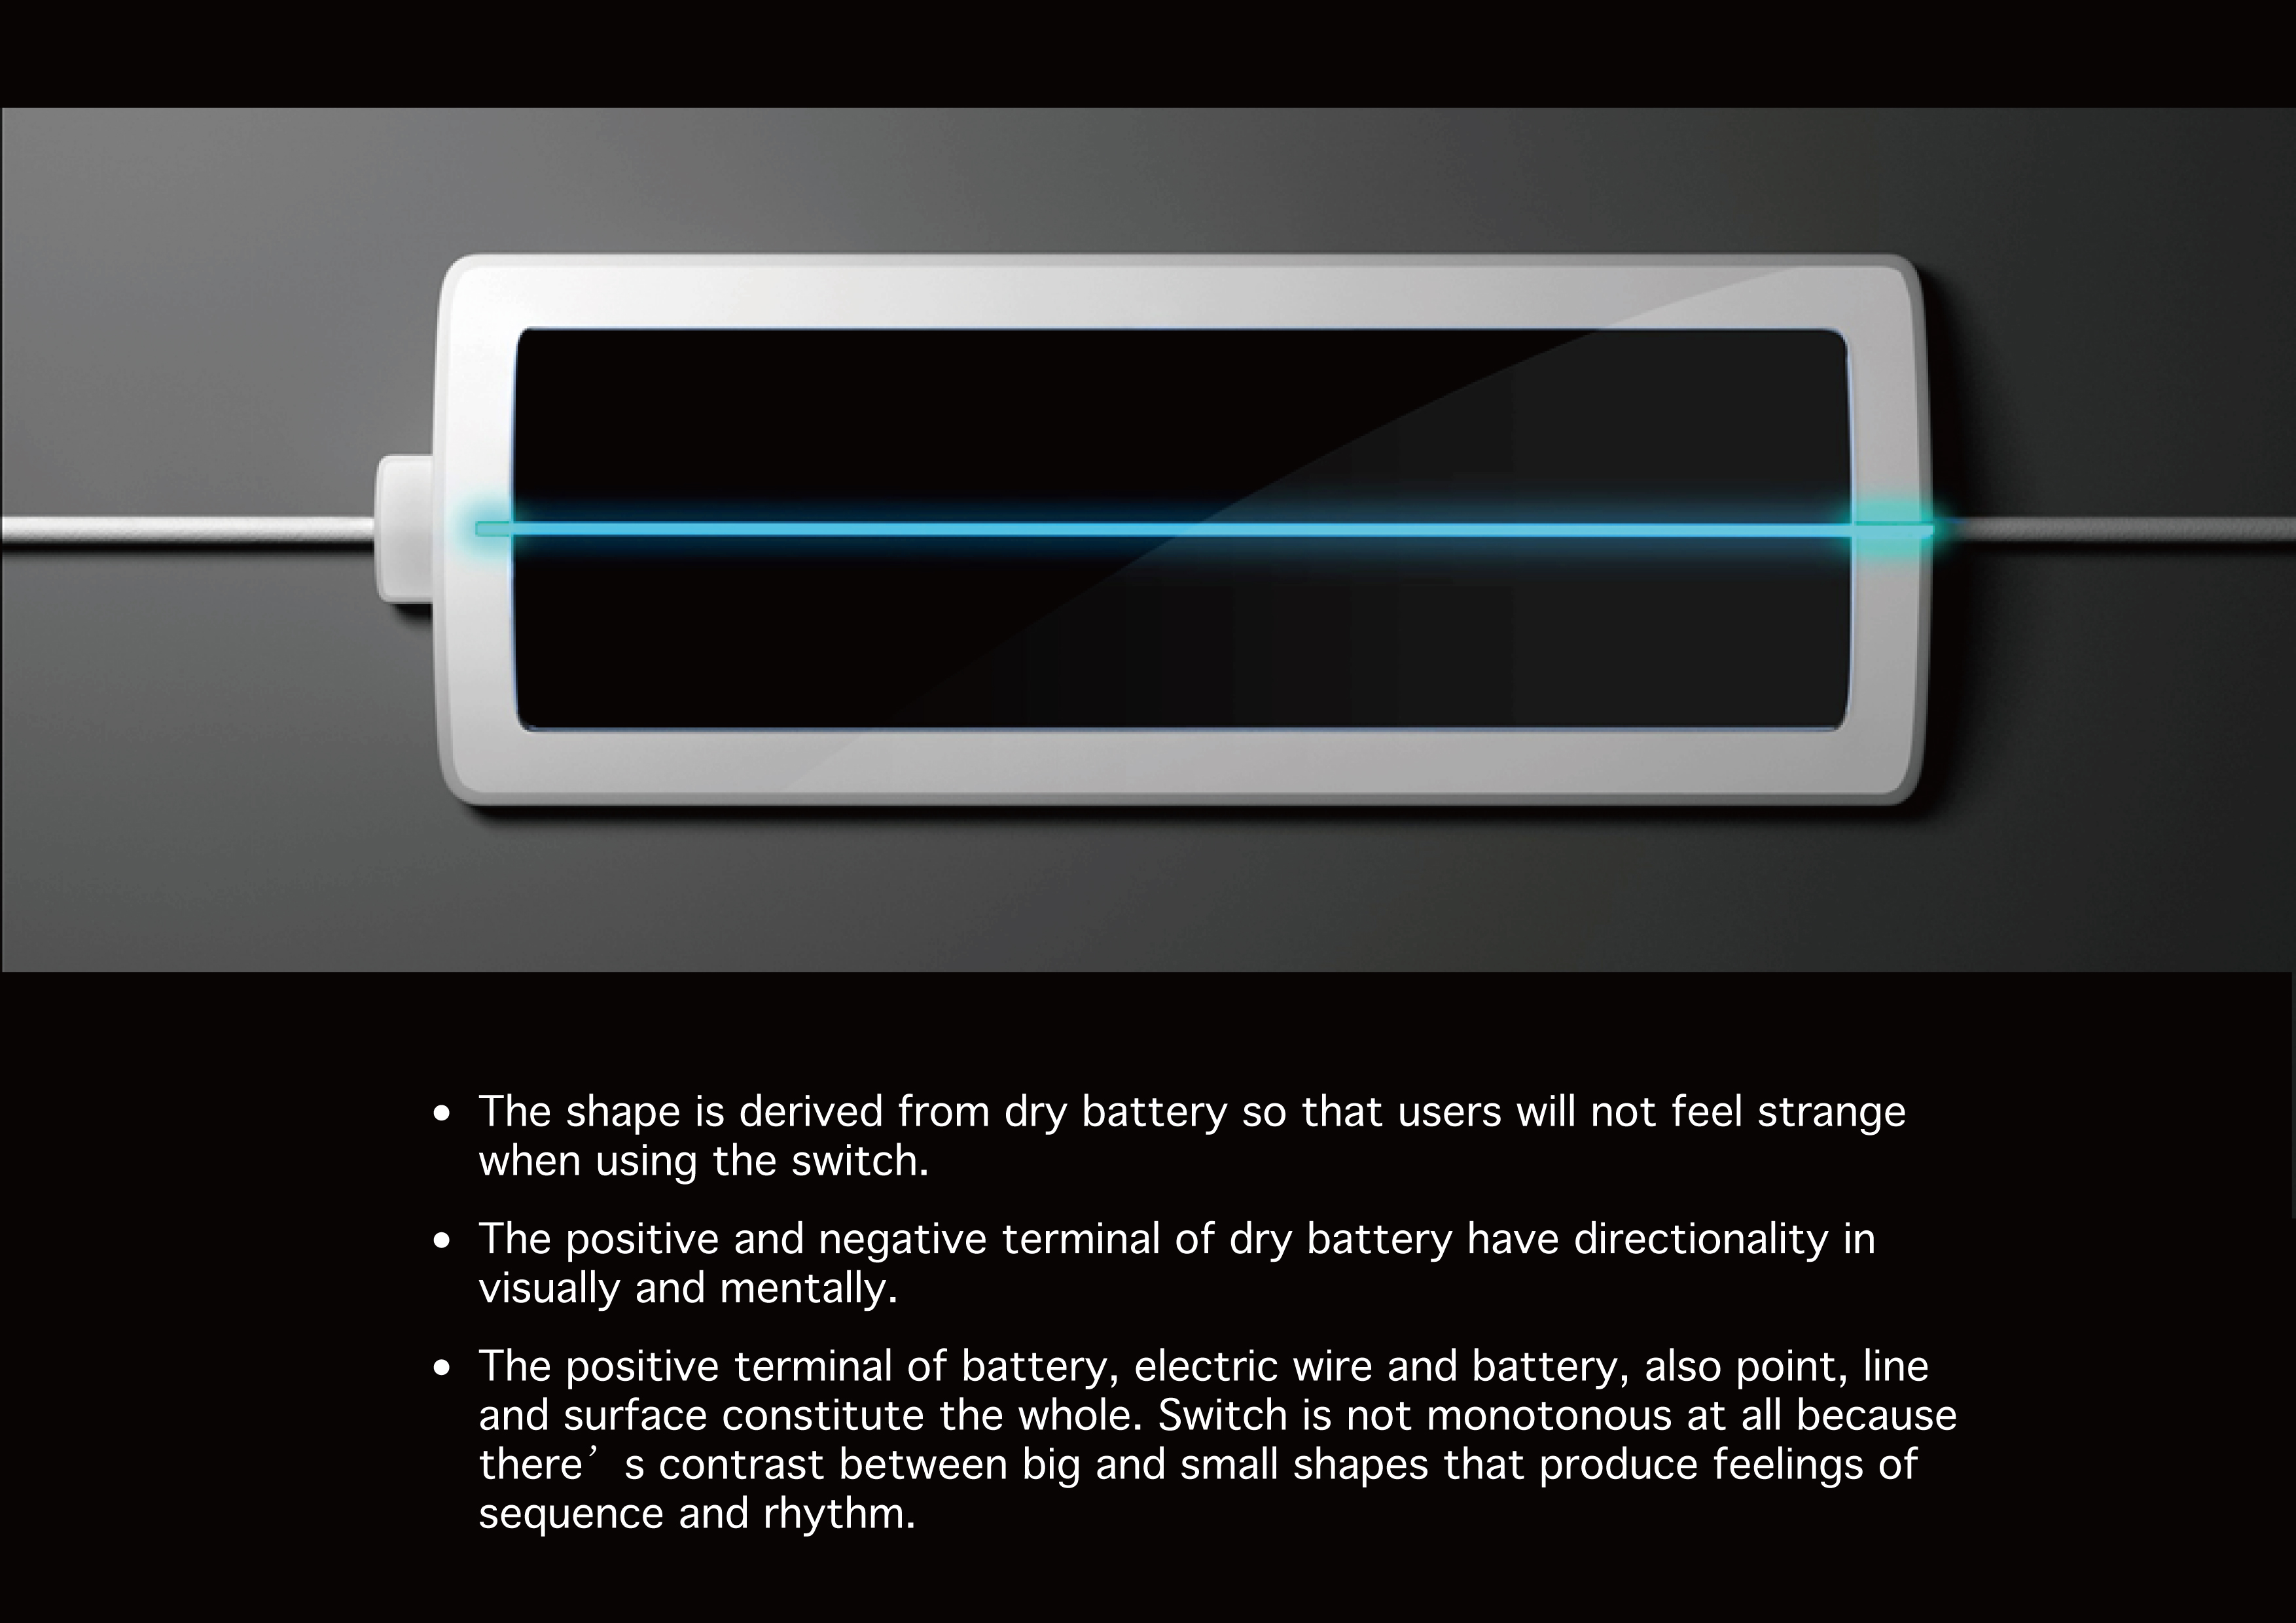 • The shape is derived from dry battery so that users will not feel strange
when using the switch.
• The positive and negative terminal of dry battery have directionality in
visually and mentally.
• The positive terminal of battery, electric wire and battery, also point, line
and surface constitute the whole. Switch is not monotonous at all because
there’ s contrast between big and small shapes that produce feelings of
sequence and rhythm.